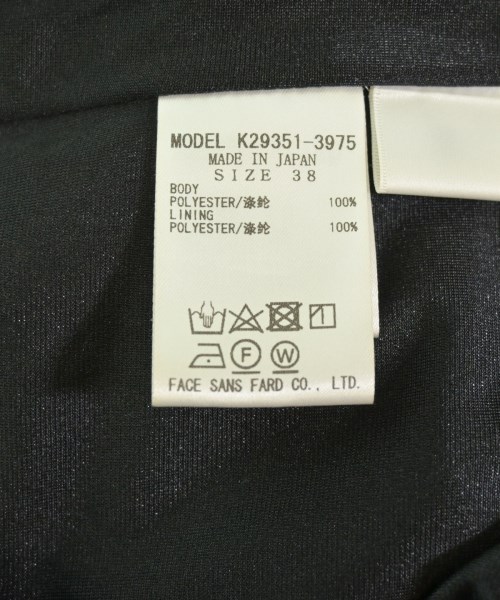 MODEL K29351-3975
MADE IN JAPAN
SIZE 38
BODY
POLYESTER/涤纶 100%
LINING
POLYESTER/涤纶 100%
F W
FACE SANS FARD CO., LTD.